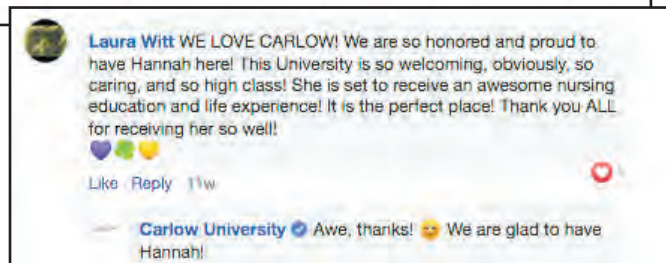 Laura Witt WE LOVE CARLOW! We are so honored and proud to
have Hannah here! This University is so welcoming, obviously, so
caring, and so high class! She is set to receive an awesome nursing
education and life experience! It is the perfect place! Thank you ALL
for receiving her so well!
💜🍀💛
Like Reply 11w
Carlow University Awe, thanks! 😊 We are glad to have
Hannah!